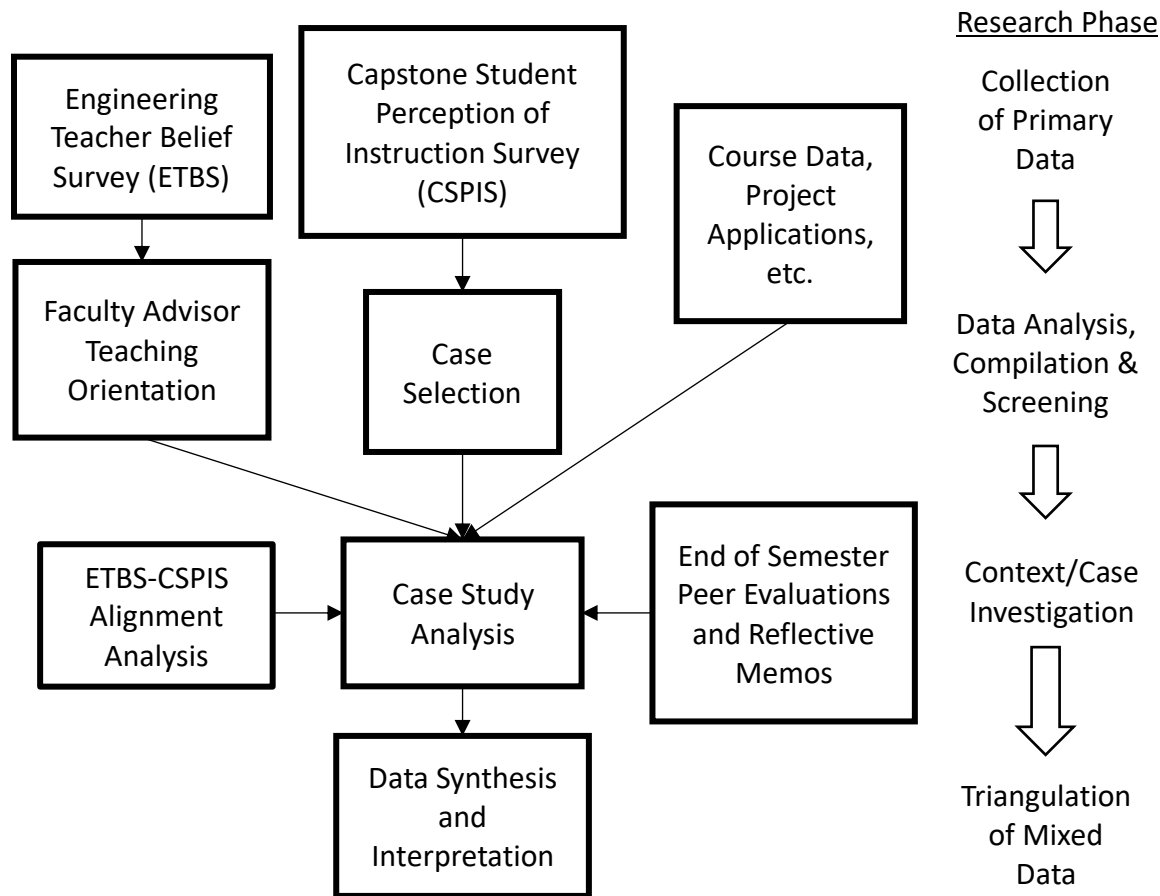 Research Phase
Engineering
Teacher Belief
Survey (ETBS)
Capstone Student
Perception of
Instruction Survey
(CSPIS)
Course Data,
Project
Applications,
etc.
Collection
of Primary
Data
Faculty Advisor
Teaching
Orientation
Case
Selection
Data Analysis,
Compilation &
Screening
ETBS-CSPIS
Alignment
Analysis
Case Study
Analysis
End of Semester
Peer Evaluations
and Reflective
Memos
Context/Case
Investigation
Data Synthesis
and
Interpretation
Triangulation
of Mixed
Data